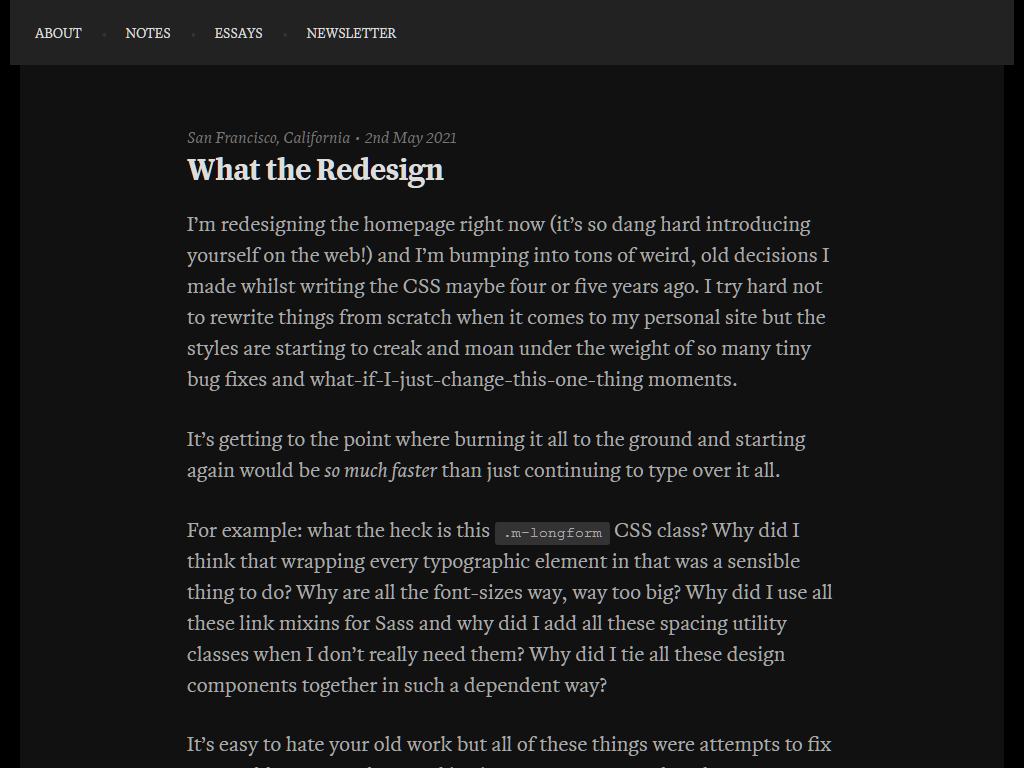 ABOUT • NOTES • ESSAYS • NEWSLETTER
San Francisco, California • 2nd May 2021
What the Redesign
I’m redesigning the homepage right now (it’s so dang hard introducing
yourself on the web!) and I’m bumping into tons of weird, old decisions I
made whilst writing the CSS maybe four or five years ago. I try hard not
to rewrite things from scratch when it comes to my personal site but the
styles are starting to creak and moan under the weight of so many tiny
bug fixes and what-if-I-just-change-this-one-thing moments.
It’s getting to the point where burning it all to the ground and starting
again would be so much faster than just continuing to type over it all.
For example: what the heck is this .m-longform CSS class? Why did I
think that wrapping every typographic element in that was a sensible
thing to do? Why are all the font-sizes way, way too big? Why did I use all
these link mixins for Sass and why did I add all these spacing utility
classes when I don’t really need them? Why did I tie all these design
components together in such a dependent way?
It’s easy to hate your old work but all of these things were attempts to fix